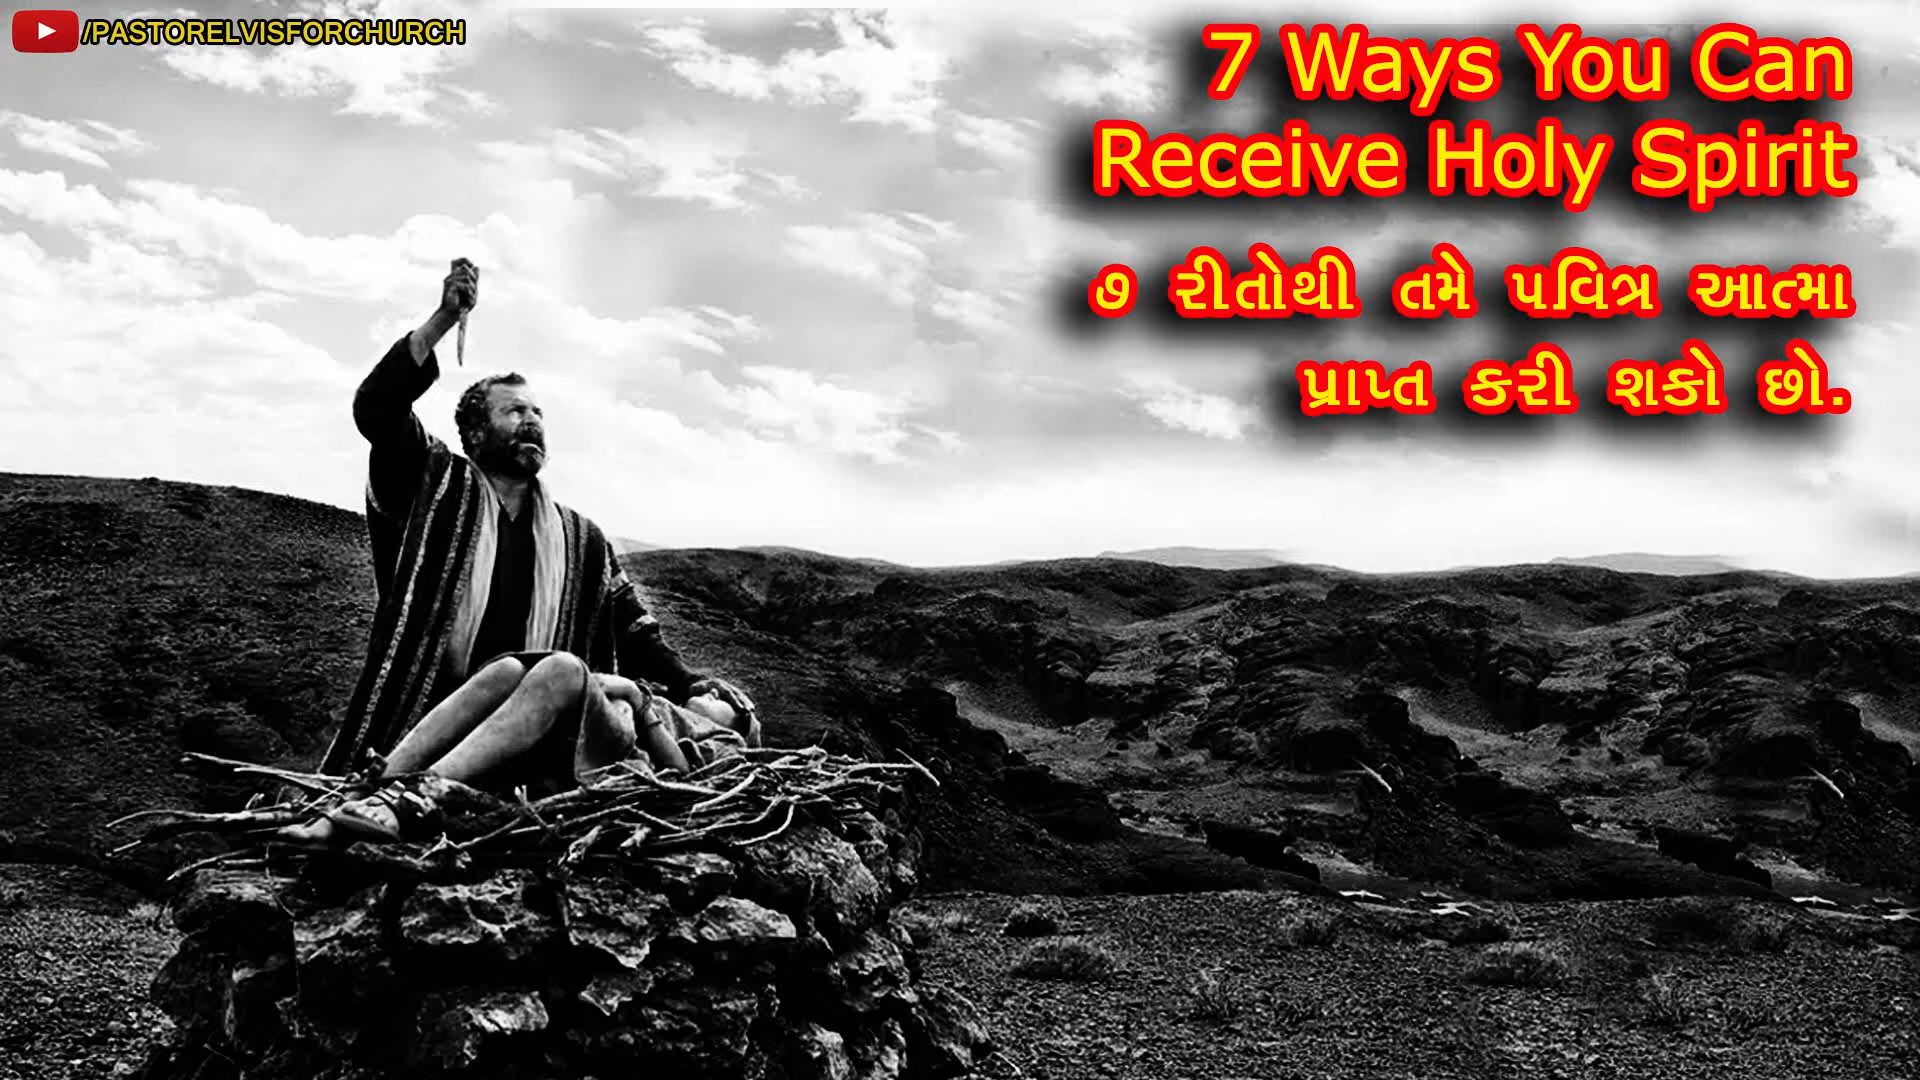 /PASTORELVISFORCHURCH
7 Ways You Can
Receive Holy Spirit
૭ રીતોથી તમે પવિત્ર આત્મા
પ્રાપ્ત કરી શકો છો.